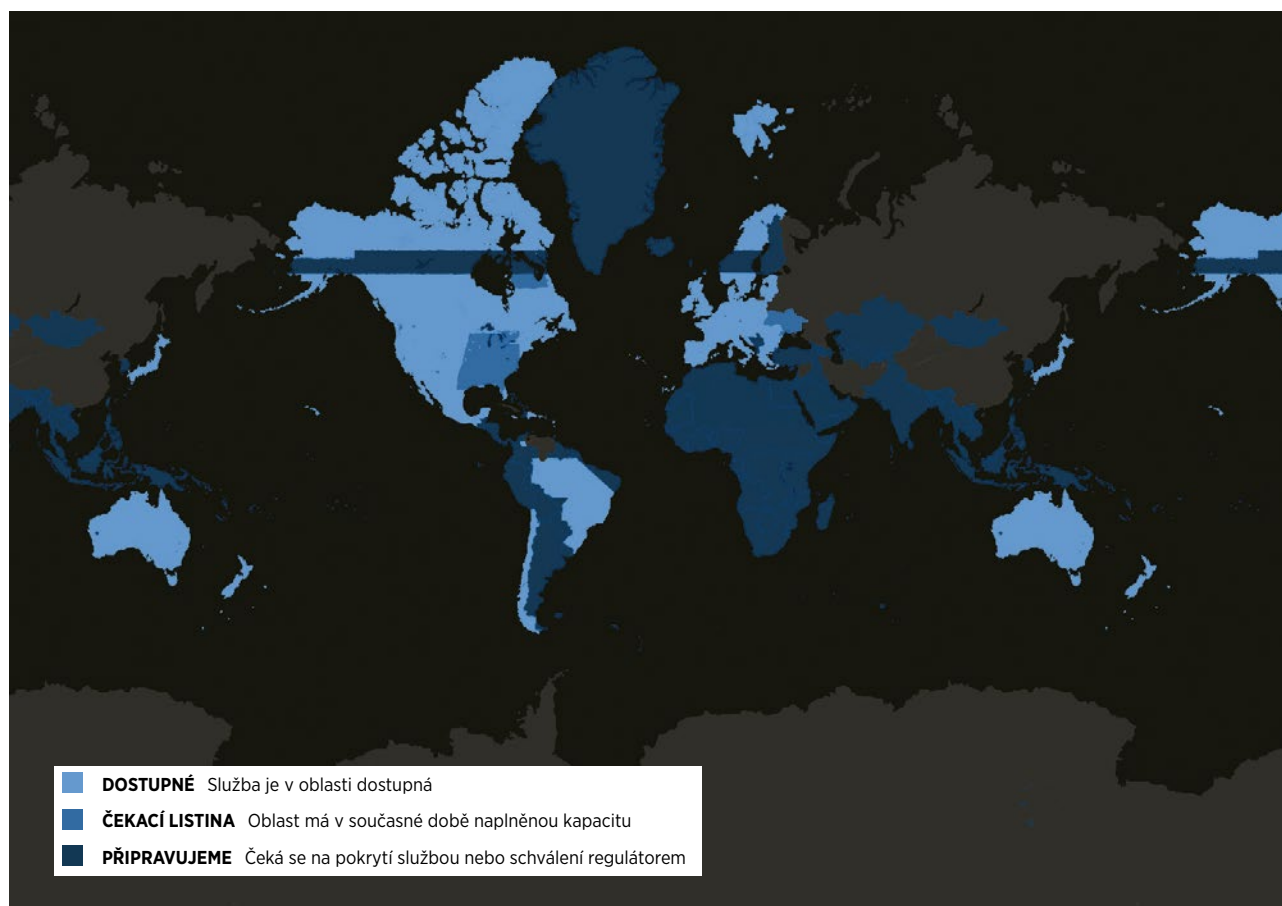 DOSTUPNÉ Služba je v oblasti dostupná
ČEKACÍ LISTINA Oblast má v současné době naplněnou kapacitu
PŘIPRAVUJEME Čeká se na pokrytí službou nebo schválení regulátorem